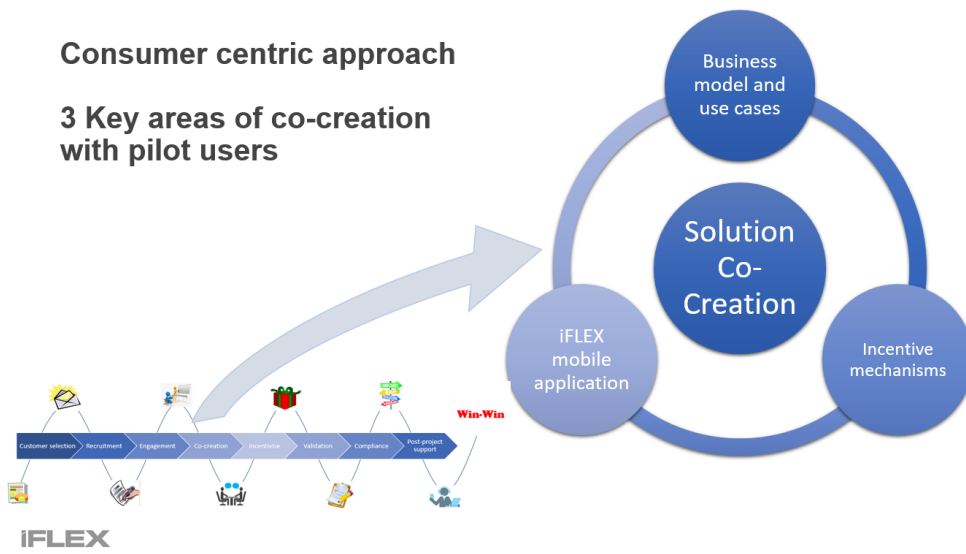 Consumer centric approach
3 Key areas of co-creation
with pilot users
Business
model and
use cases
Solution
Co-
Creation
iFLEX
mobile
application
Incentive
mechanisms
Win-Win
Customer selection
Recruitment
Engagement
Co-creation
Incentivise
Validation
Compliance
Post-project
support
iFLEX